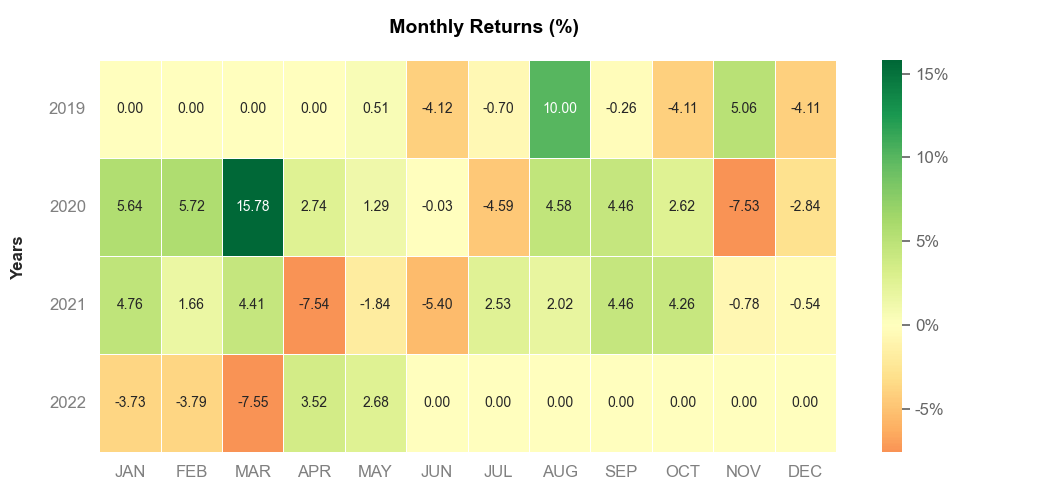 Monthly Returns (%)
Years
2019 0.00 0.00 0.00 0.00 0.51 -4.12 -0.70 10.00 -0.26 -4.11 5.06 -4.11
2020 5.64 5.72 15.78 2.74 1.29 -0.03 -4.59 4.58 4.46 2.62 -7.53 -2.84
2021 4.76 1.66 4.41 -7.54 -1.84 -5.40 2.53 2.02 4.46 4.26 -0.78 -0.54
2022 -3.73 -3.79 -7.55 3.52 2.68 0.00 0.00 0.00 0.00 0.00 0.00 0.00
JAN FEB MAR APR MAY JUN JUL AUG SEP OCT NOV DEC
15%
10%
5%
0%
-5%